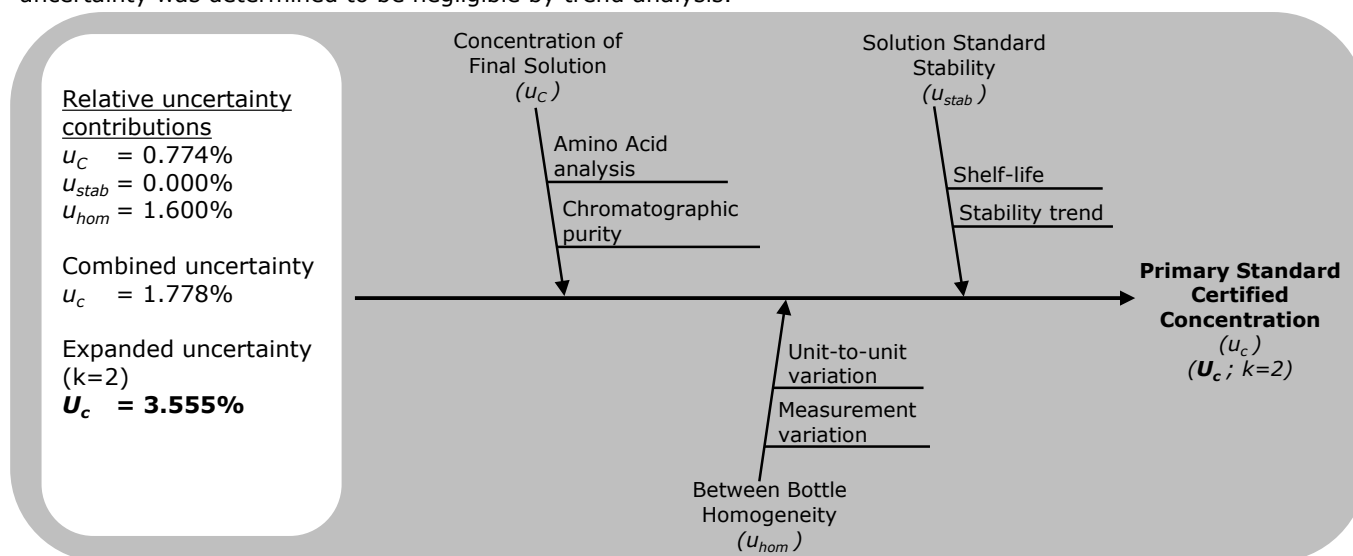 uncertainty was determined to be negligible by trend analysis.
Relative uncertainty
contributions
u_C = 0.774%
u_stab = 0.000%
u_hom = 1.600%
Combined uncertainty
u_c = 1.778%
Expanded uncertainty
(k=2)
U_c = 3.555%
Concentration of
Final Solution
(u_C)
Amino Acid
analysis
Chromatographic
purity
Solution Standard
Stability
(u_stab)
Shelf-life
Stability trend
Unit-to-unit
variation
Measurement
variation
Between Bottle
Homogeneity
(u_hom)
Primary Standard
Certified
Concentration
(u_c)
(U_c; k=2)